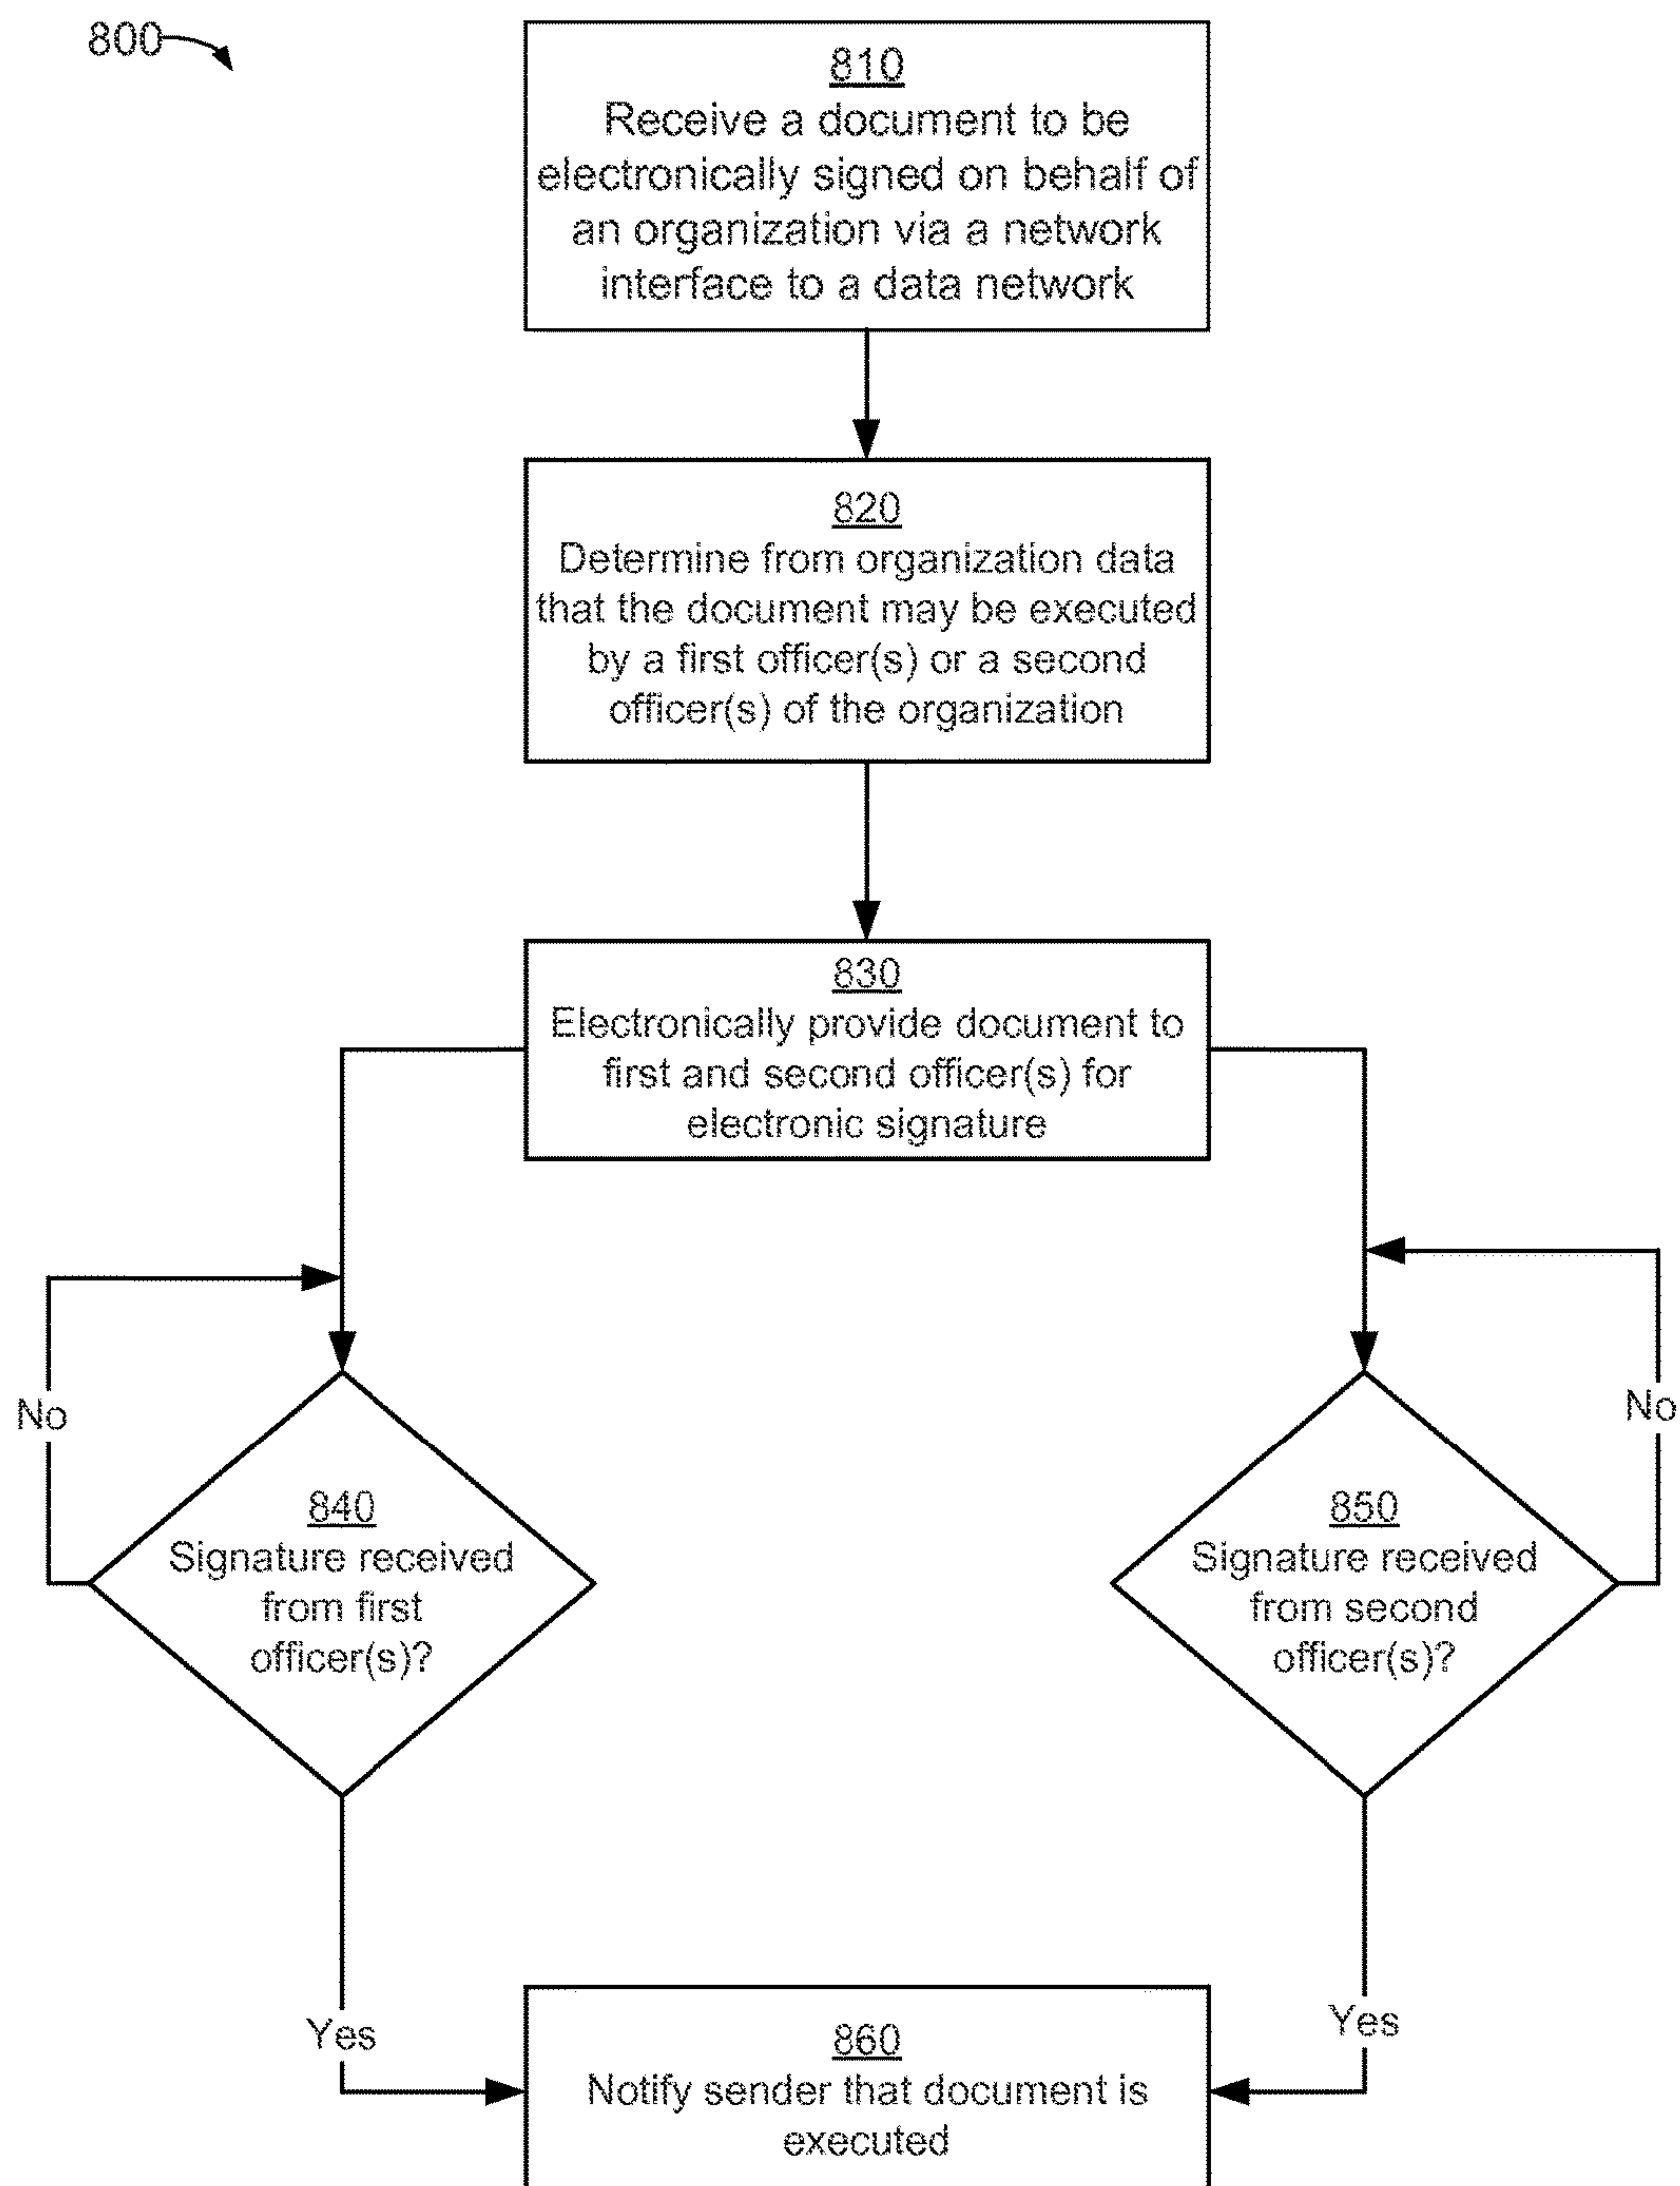 800
810
Receive a document to be
electronically signed on behalf of
an organization via a network
interface to a data network
820
Determine from organization data
that the document may be executed
by a first officer(s) or a second
officer(s) of the organization
830
Electronically provide document to
first and second officer(s) for
electronic signature
No
No
840
Signature received
from first
officer(s)?
850
Signature received
from second
officer(s)?
Yes
Yes
860
Notify sender that document is
executed